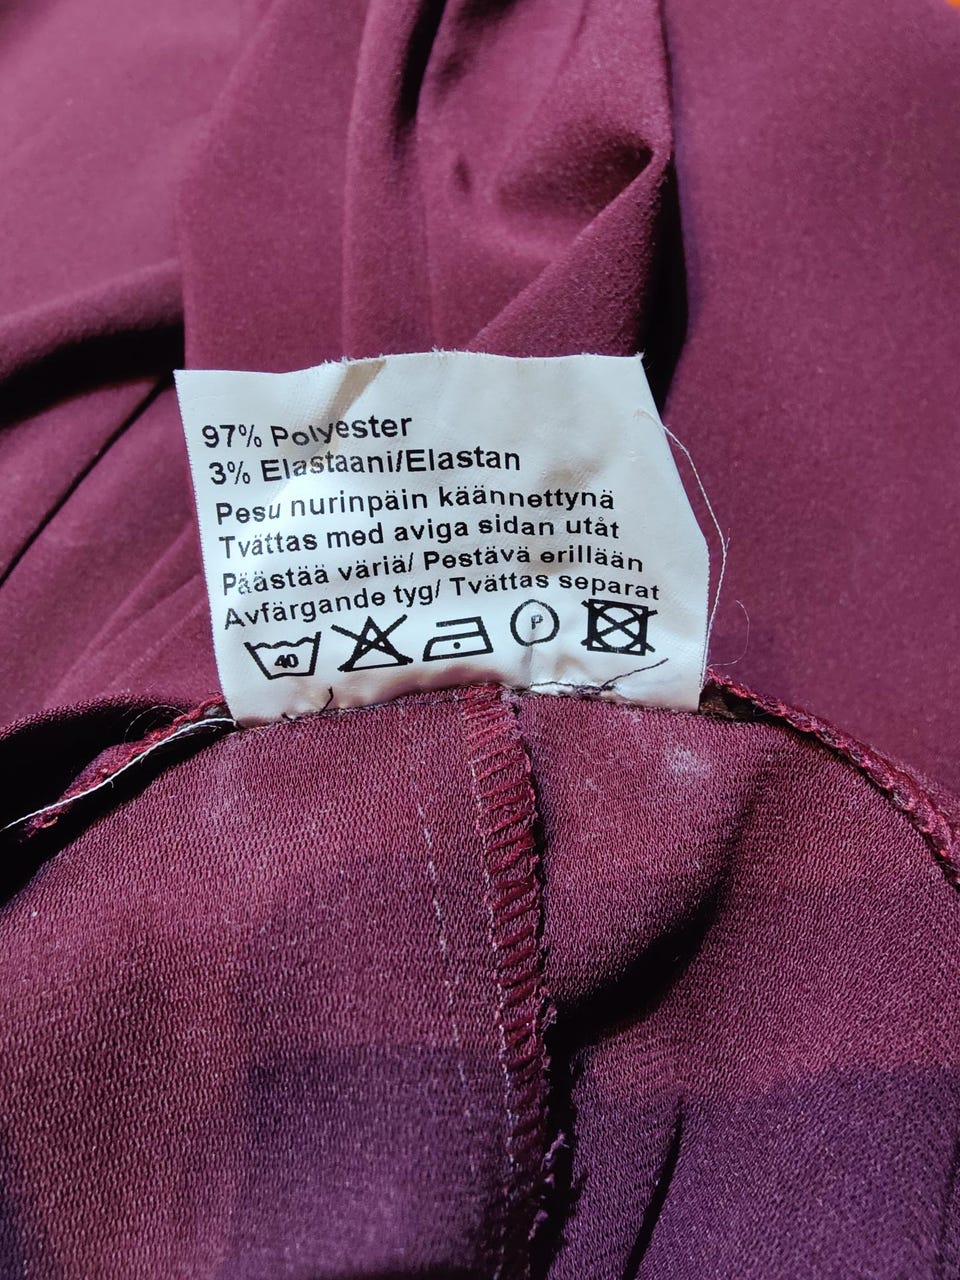 97% Polyester
3% Elastaani/Elastan
Pesu nurinpäin käännettynä
Tvättas med aviga sidan utåt
Päästää väriä/ Pestävä erillään
Avfärgande tyg/ Tvättas separat
40 P